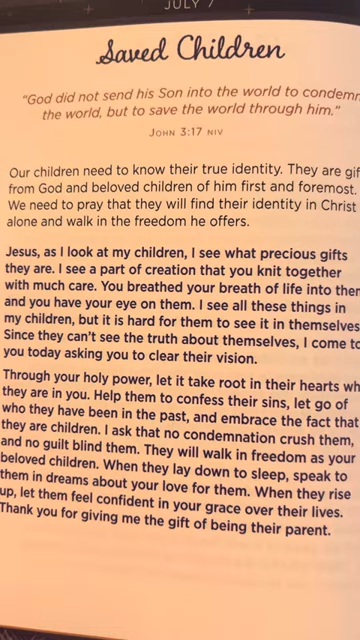 JULY 7
Saved Children
"God did not send his Son into the world to condemn
the world, but to save the world through him."
JOHN 3:17 NIV
Our children need to know their true identity. They are gif
from God and beloved children of him first and foremost.
We need to pray that they will find their identity in Christ
alone and walk in the freedom he offers.
Jesus, as I look at my children, I see what precious gifts
they are. I see a part of creation that you knit together
with much care. You breathed your breath of life into ther
and you have your eye on them. I see all these things in
my children, but it is hard for them to see it in themselves
Since they can't see the truth about themselves, I come to
you today asking you to clear their vision.
Through your holy power, let it take root in their hearts wh
they are in you. Help them to confess their sins, let go of
who they have been in the past, and embrace the fact that
they are children. I ask that no condemnation crush them,
and no guilt blind them. They will walk in freedom as your
beloved children. When they lay down to sleep, speak to
them in dreams about your love for them. When they rise
up, let them feel confident in your grace over their lives.
Thank you for giving me the gift of being their parent.